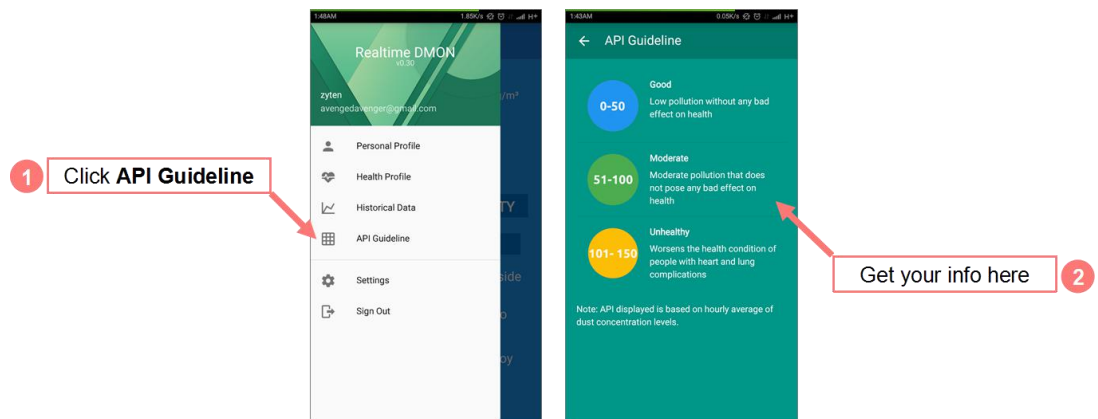 1:48AM
1.85K/s
H+
Realtime DMON
v0.30
zyten
avengedavenger@gmail.com
/m³
Personal Profile
Health Profile
Historical Data
TY
API Guideline
Settings
side
Sign Out
o
oy
1
Click API Guideline
1:43AM
0.05K/s
H+
API Guideline
0-50
Good
Low pollution without any bad
effect on health
51-100
Moderate
Moderate pollution that does
not pose any bad effect on
health
101- 150
Unhealthy
Worsens the health condition of
people with heart and lung
complications
Note: API displayed is based on hourly average of
dust concentration levels.
Get your info here
2